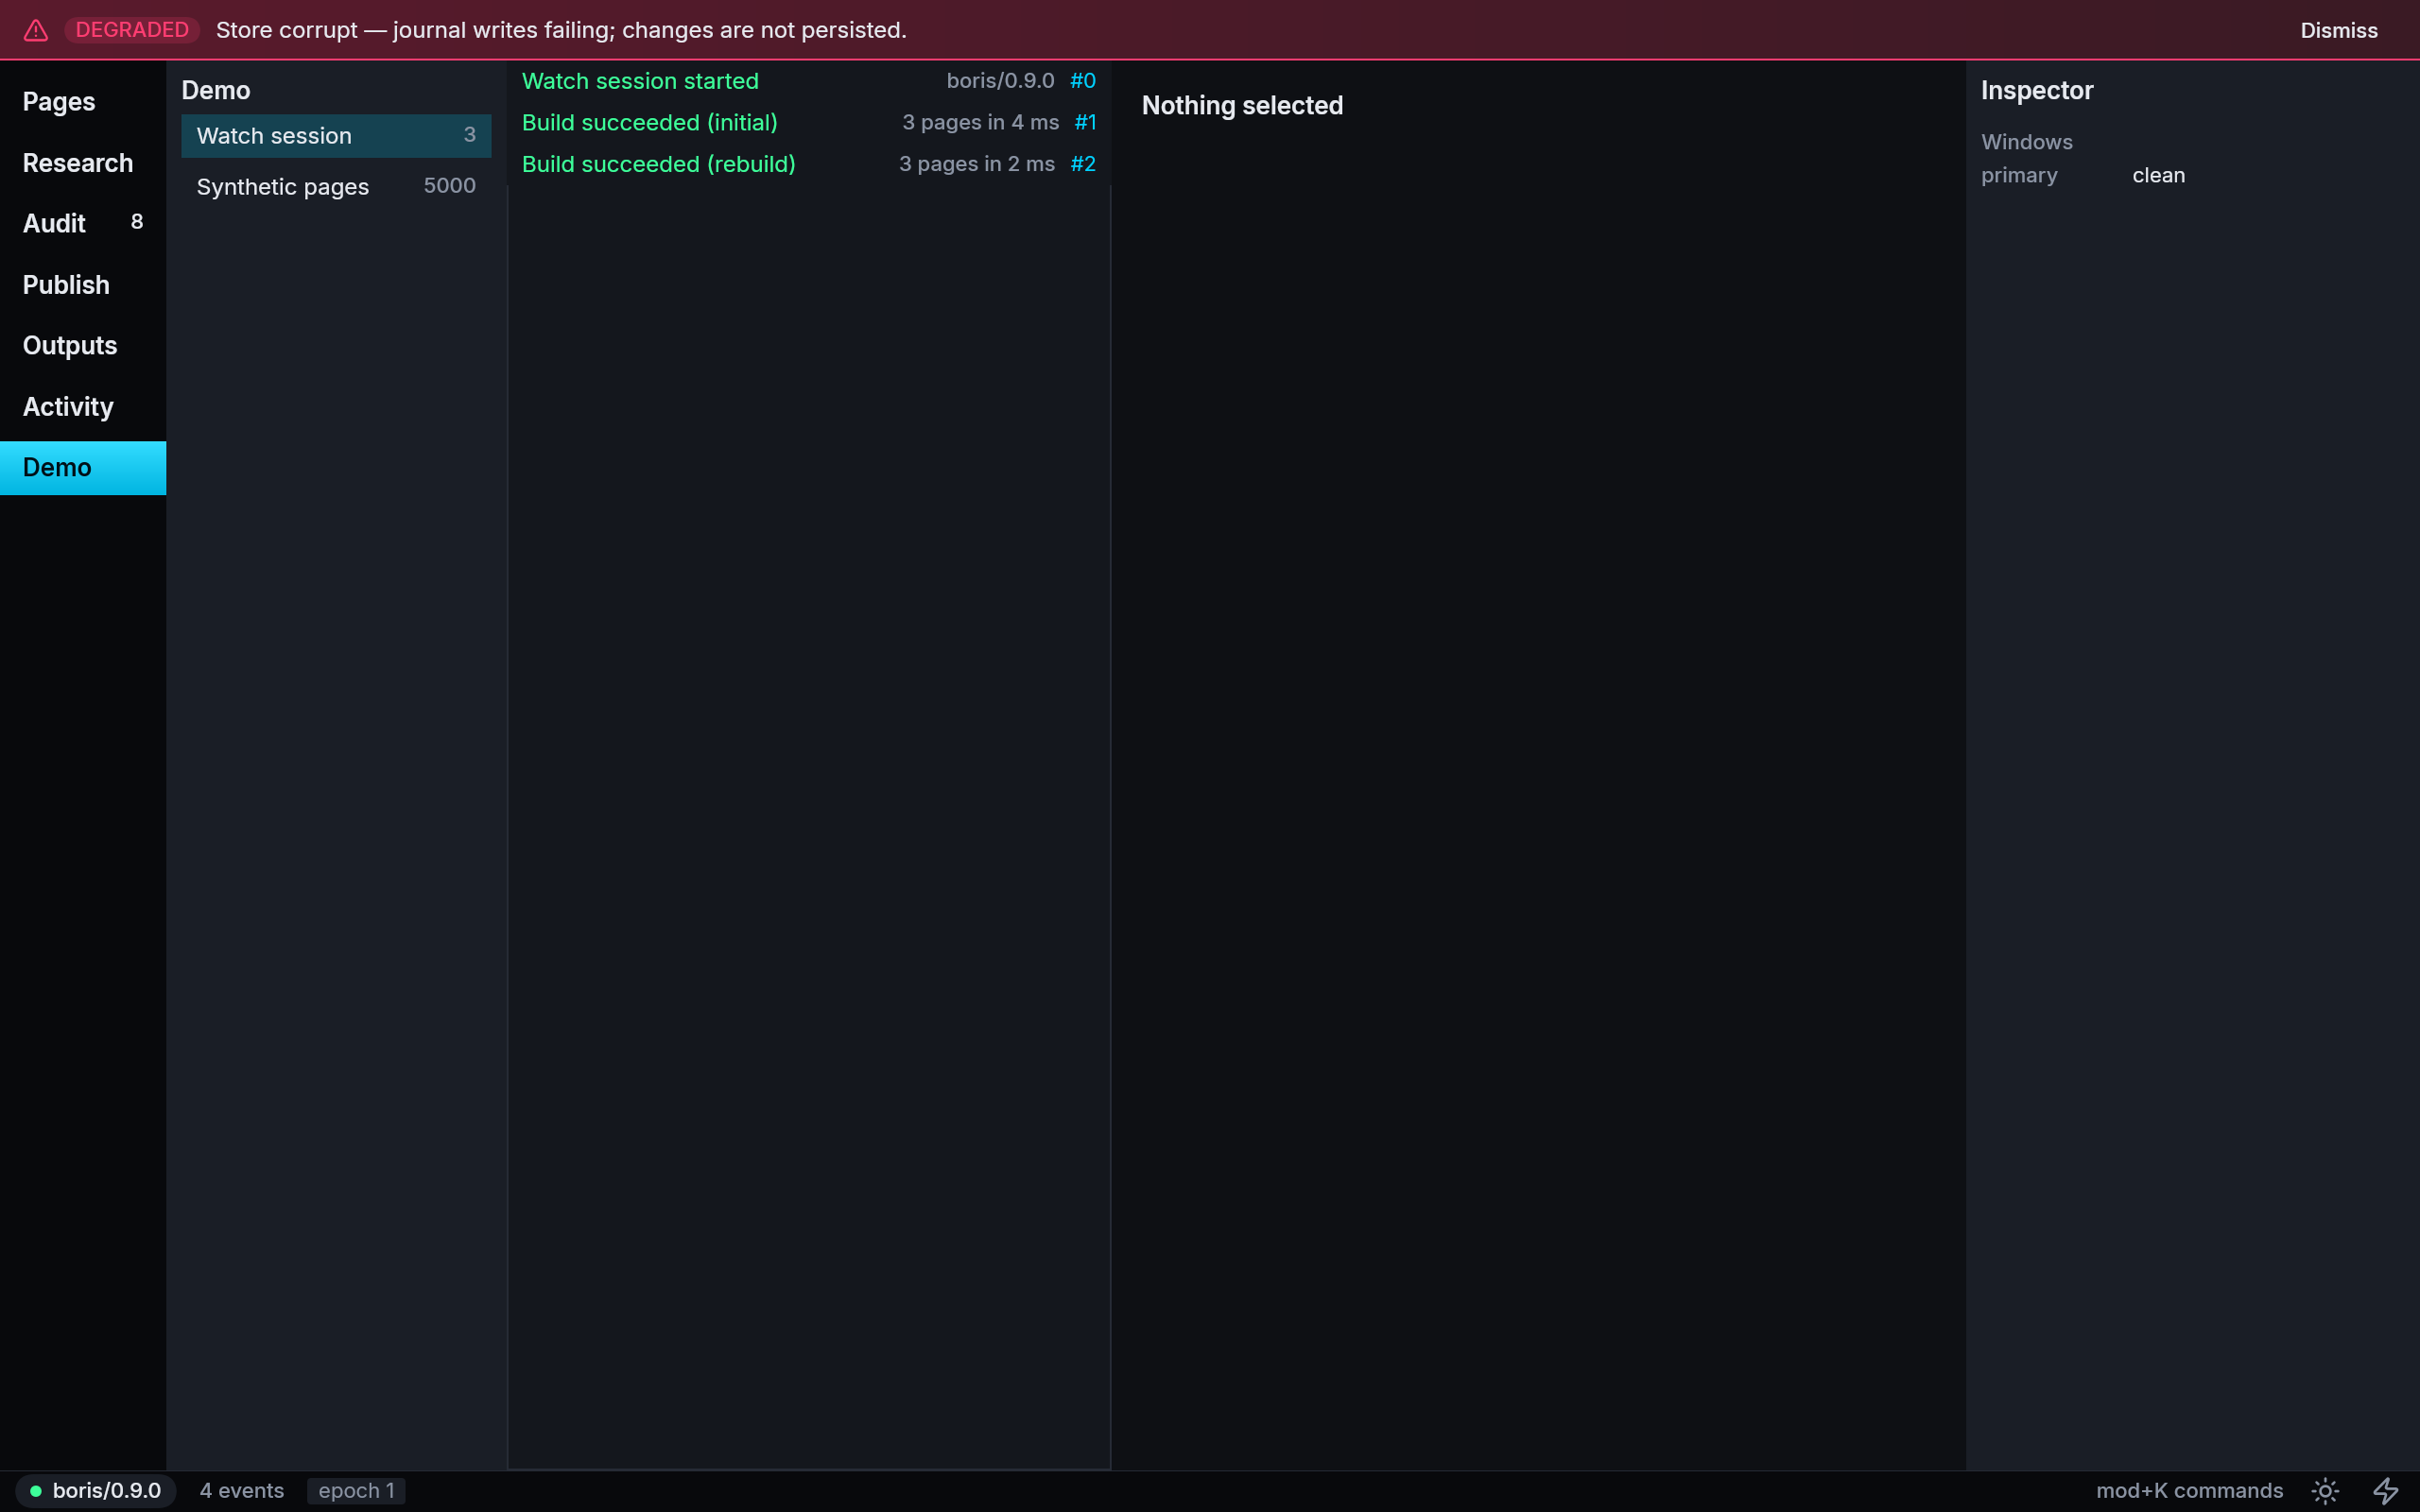 DEGRADED Store corrupt — journal writes failing; changes are not persisted. Dismiss
Pages
Research
Audit 8
Publish
Outputs
Activity
Demo
Demo
Watch session 3
Synthetic pages 5000
Watch session started boris/0.9.0 #0
Build succeeded (initial) 3 pages in 4 ms #1
Build succeeded (rebuild) 3 pages in 2 ms #2
Nothing selected
Inspector
Windows
primary clean
boris/0.9.0 4 events epoch 1 mod+K commands